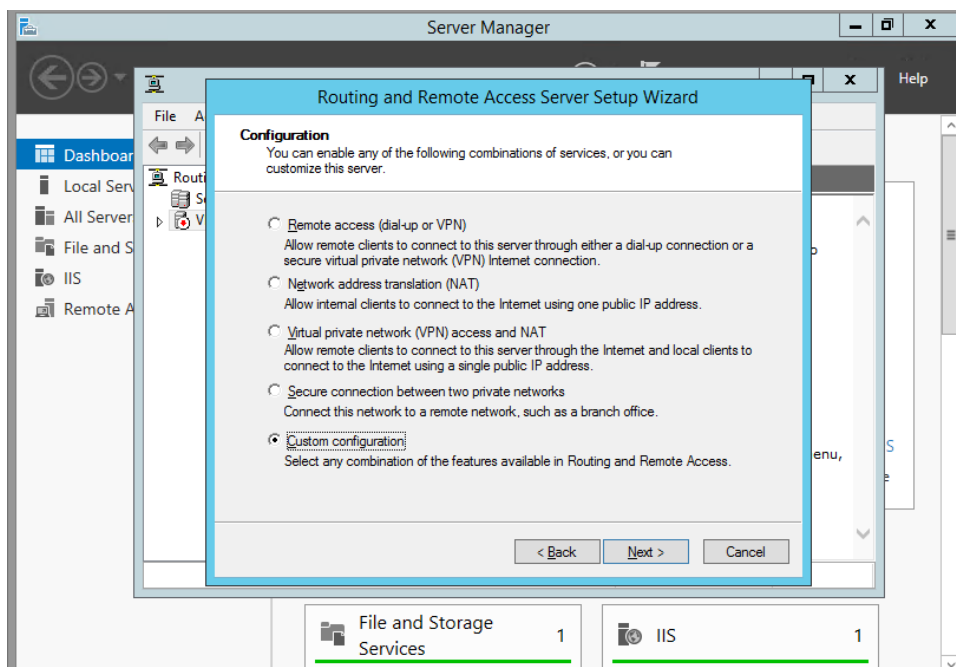 Server Manager
Help
File A
Dashboar
Local Serv
All Server
File and S
IIS
Remote A
Routi
S
V
Routing and Remote Access Server Setup Wizard
Configuration
You can enable any of the following combinations of services, or you can
customize this server.
Remote access (dial-up or VPN)
Allow remote clients to connect to this server through either a dial-up connection or a
secure virtual private network (VPN) Internet connection.
Network address translation (NAT)
Allow internal clients to connect to the Internet using one public IP address.
Virtual private network (VPN) access and NAT
Allow remote clients to connect to this server through the Internet and local clients to
connect to the Internet using a single public IP address.
Secure connection between two private networks
Connect this network to a remote network, such as a branch office.
Custom configuration
Select any combination of the features available in Routing and Remote Access.
< Back Next > Cancel
enu,
S
File and Storage
Services 1
IIS 1